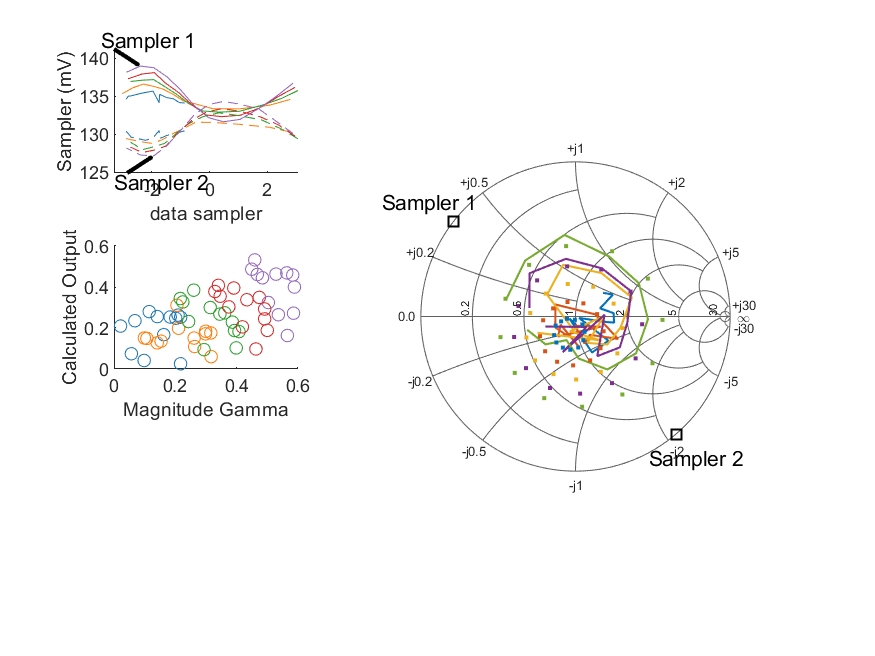 Sampler 1
140
135
130
125
Sampler (mV)
Sampler 2
-2
0
2
data sampler
0.6
0.4
0.2
0
Calculated Output
0
0.2
0.4
0.6
Magnitude Gamma
+j1
+j0.5
+j2
Sampler 1
+j0.2
+j5
0.0
0.2
0.5
1
2
5
30
+j30
∞
-j30
-j0.2
-j5
-j0.5
-j2
Sampler 2
-j1